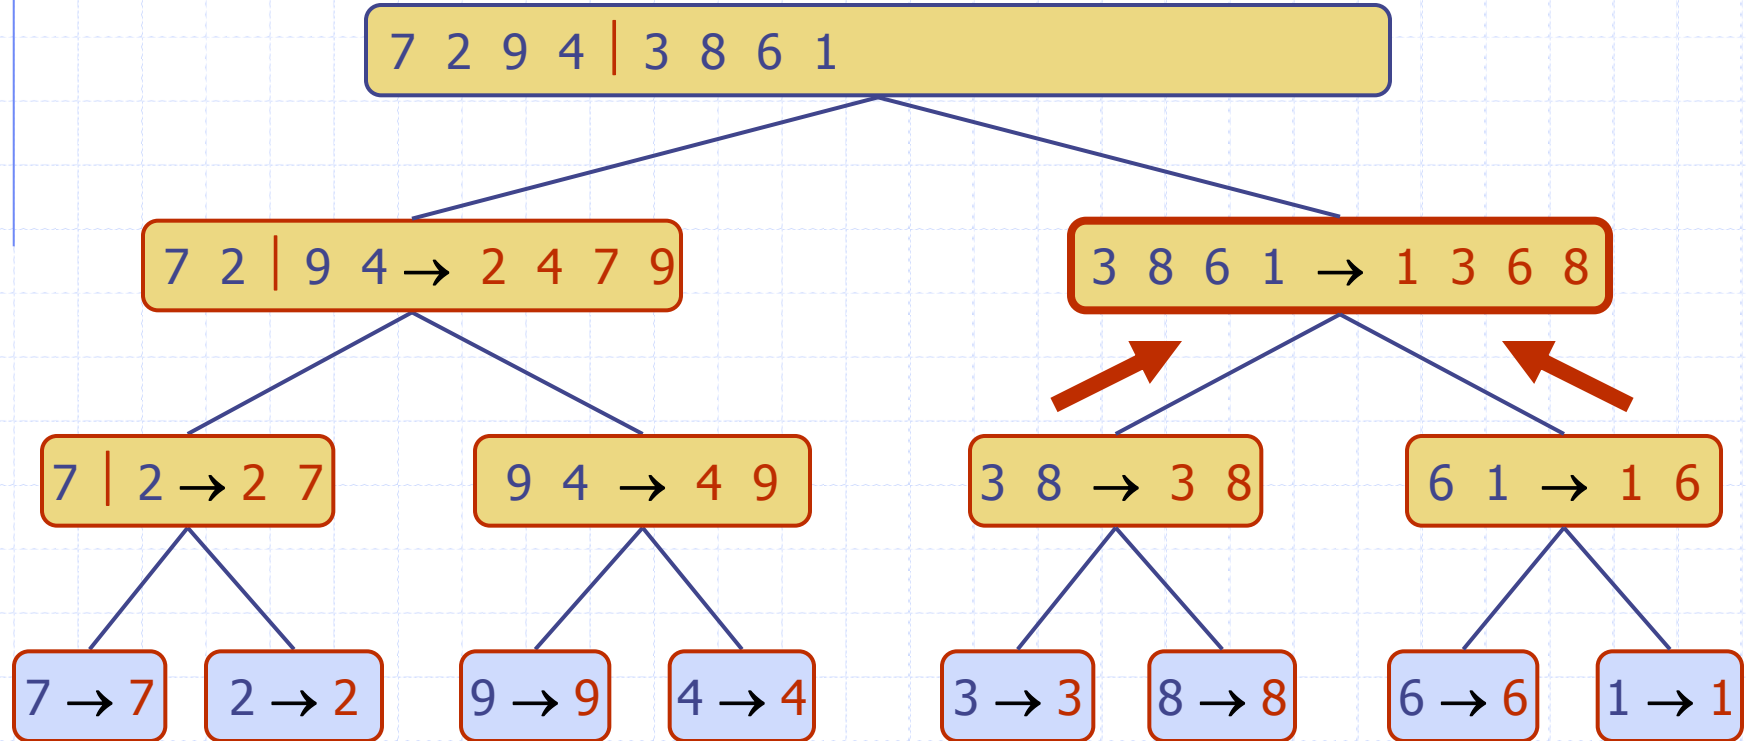 7 2 9 4 | 3 8 6 1
7 2 | 9 4 → 2 4 7 9
3 8 6 1 → 1 3 6 8
7 | 2 → 2 7
9 4 → 4 9
3 8 → 3 8
6 1 → 1 6
7 → 7
2 → 2
9 → 9
4 → 4
3 → 3
8 → 8
6 → 6
1 → 1